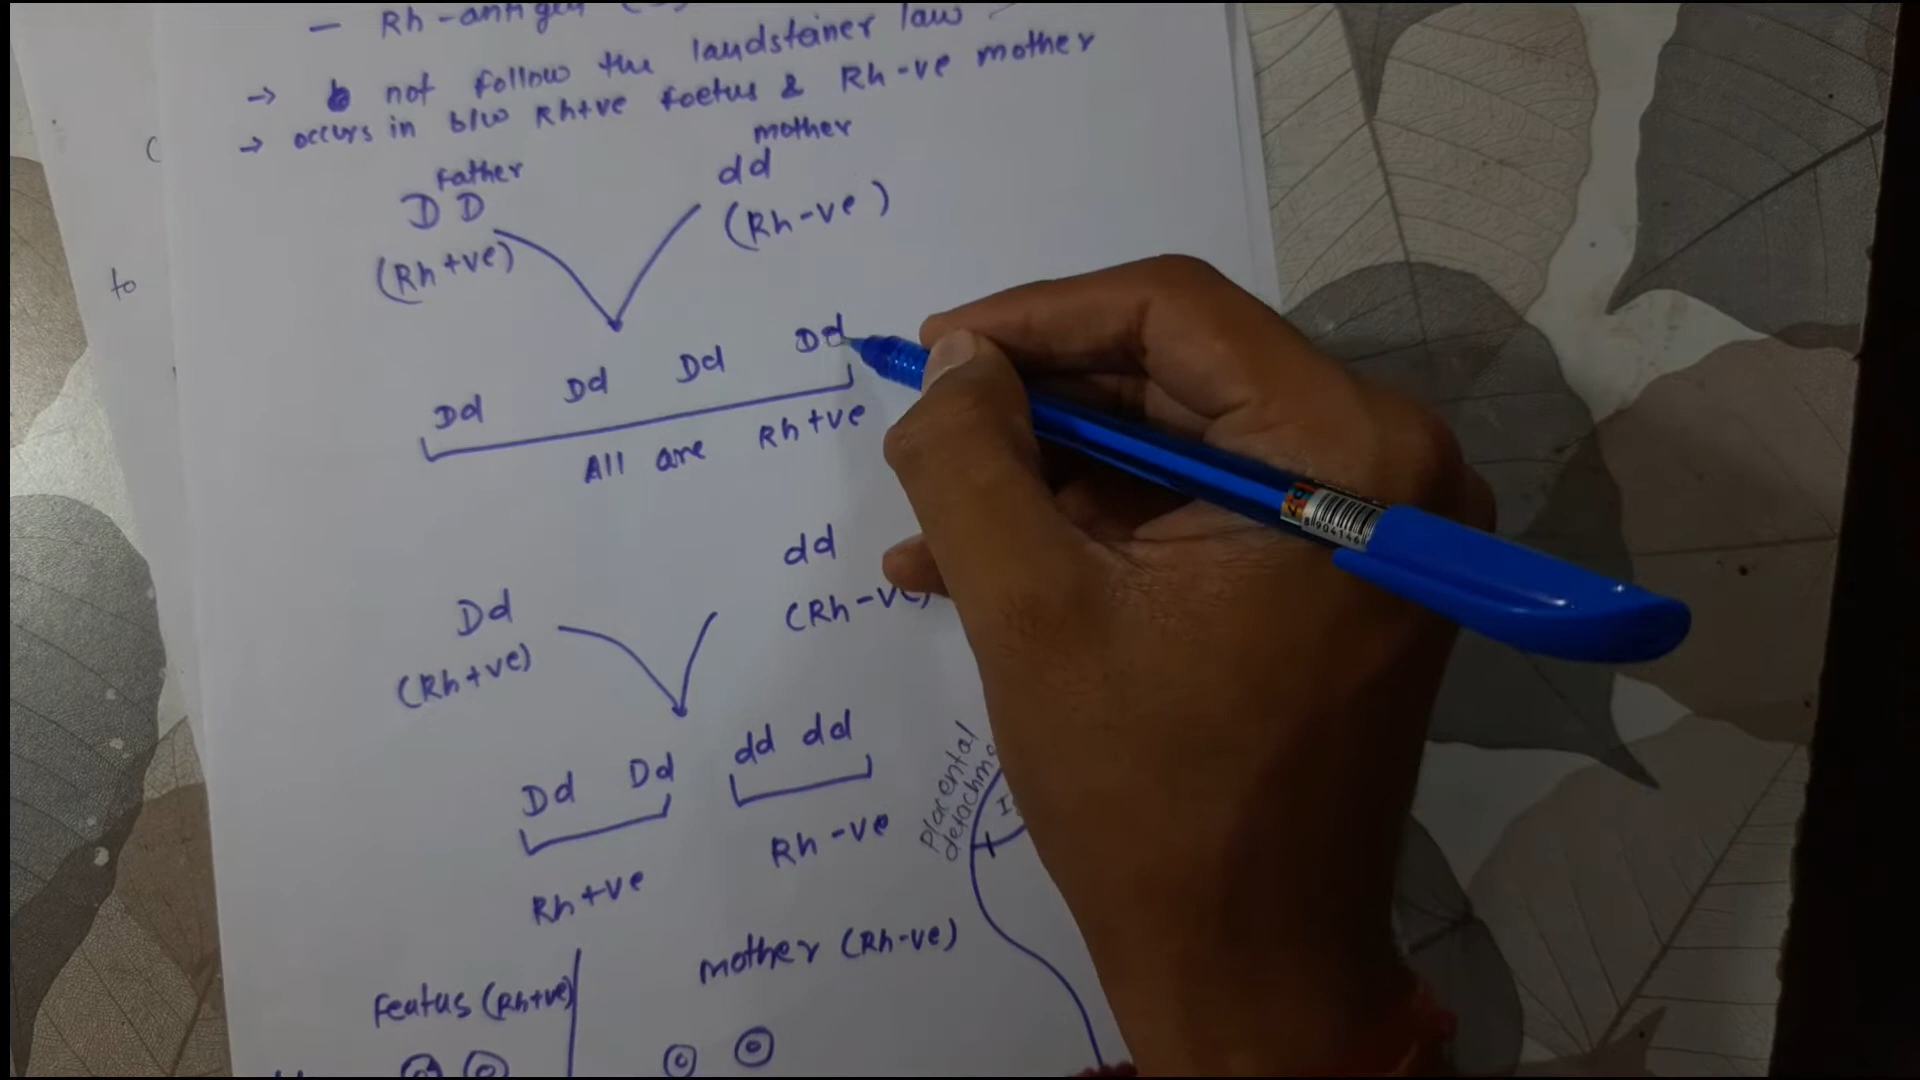 - Rh-antigen
→ not follow the landsteiner law
→ occurs in b/w Rh+ve foetus & Rh-ve mother
Father mother
DD dd
(Rh+ve) (Rh-ve)
to
Dd Dd Dd Dd
All are Rh+ve
Dd dd
(Rh+ve) (Rh-ve)
Dd Dd dd dd
Rh+ve Rh-ve
Placental
featus (Rh+ve) mother (Rh-ve)